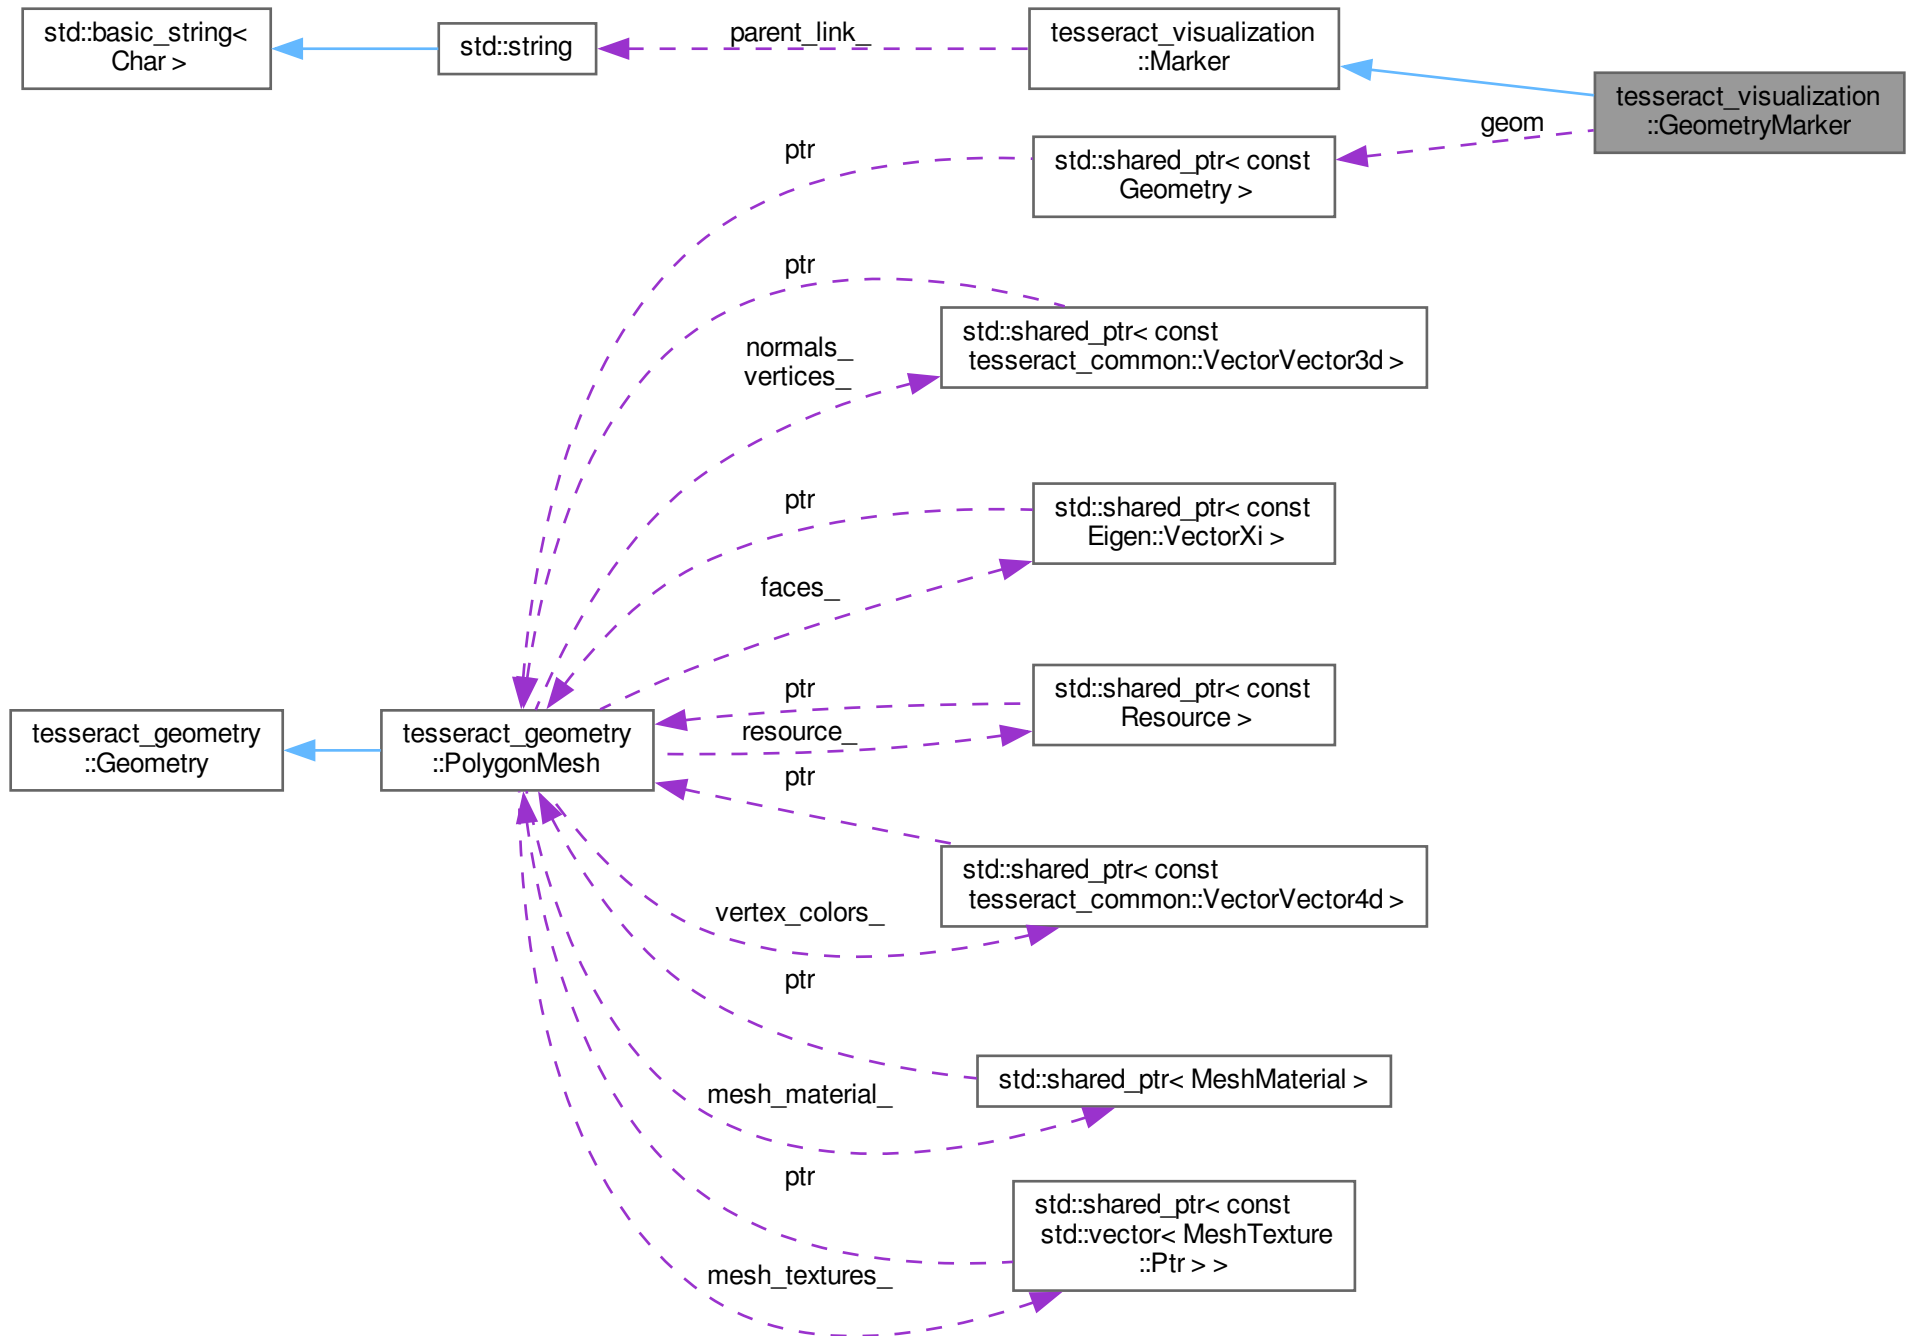 std::basic_string<
Char >
std::string
parent_link_
tesseract_visualization
::Marker
tesseract_visualization
::GeometryMarker
geom
ptr
std::shared_ptr< const
Geometry >
ptr
std::shared_ptr< const
tesseract_common::VectorVector3d >
normals_
vertices_
ptr
std::shared_ptr< const
Eigen::VectorXi >
faces_
ptr
std::shared_ptr< const
Resource >
resource_
tesseract_geometry
::Geometry
tesseract_geometry
::PolygonMesh
ptr
std::shared_ptr< const
tesseract_common::VectorVector4d >
vertex_colors_
ptr
std::shared_ptr< MeshMaterial >
mesh_material_
ptr
std::shared_ptr< const
std::vector< MeshTexture
::Ptr > >
mesh_textures_